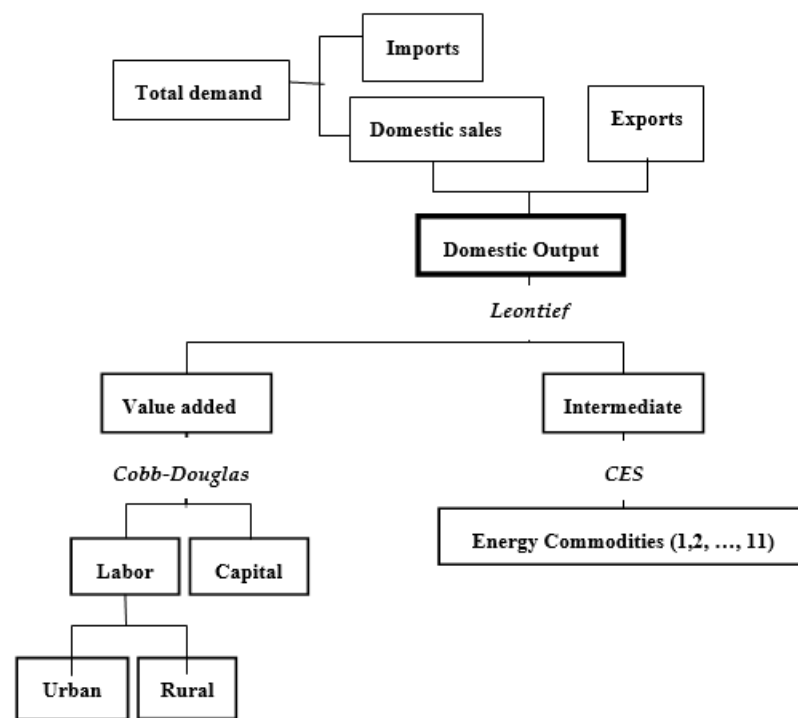 Imports
Total demand
Domestic sales
Exports
Domestic Output
Leontief
Value added
Intermediate
Cobb-Douglas
CES
Energy Commodities (1,2, ..., 11)
Labor
Capital
Urban
Rural